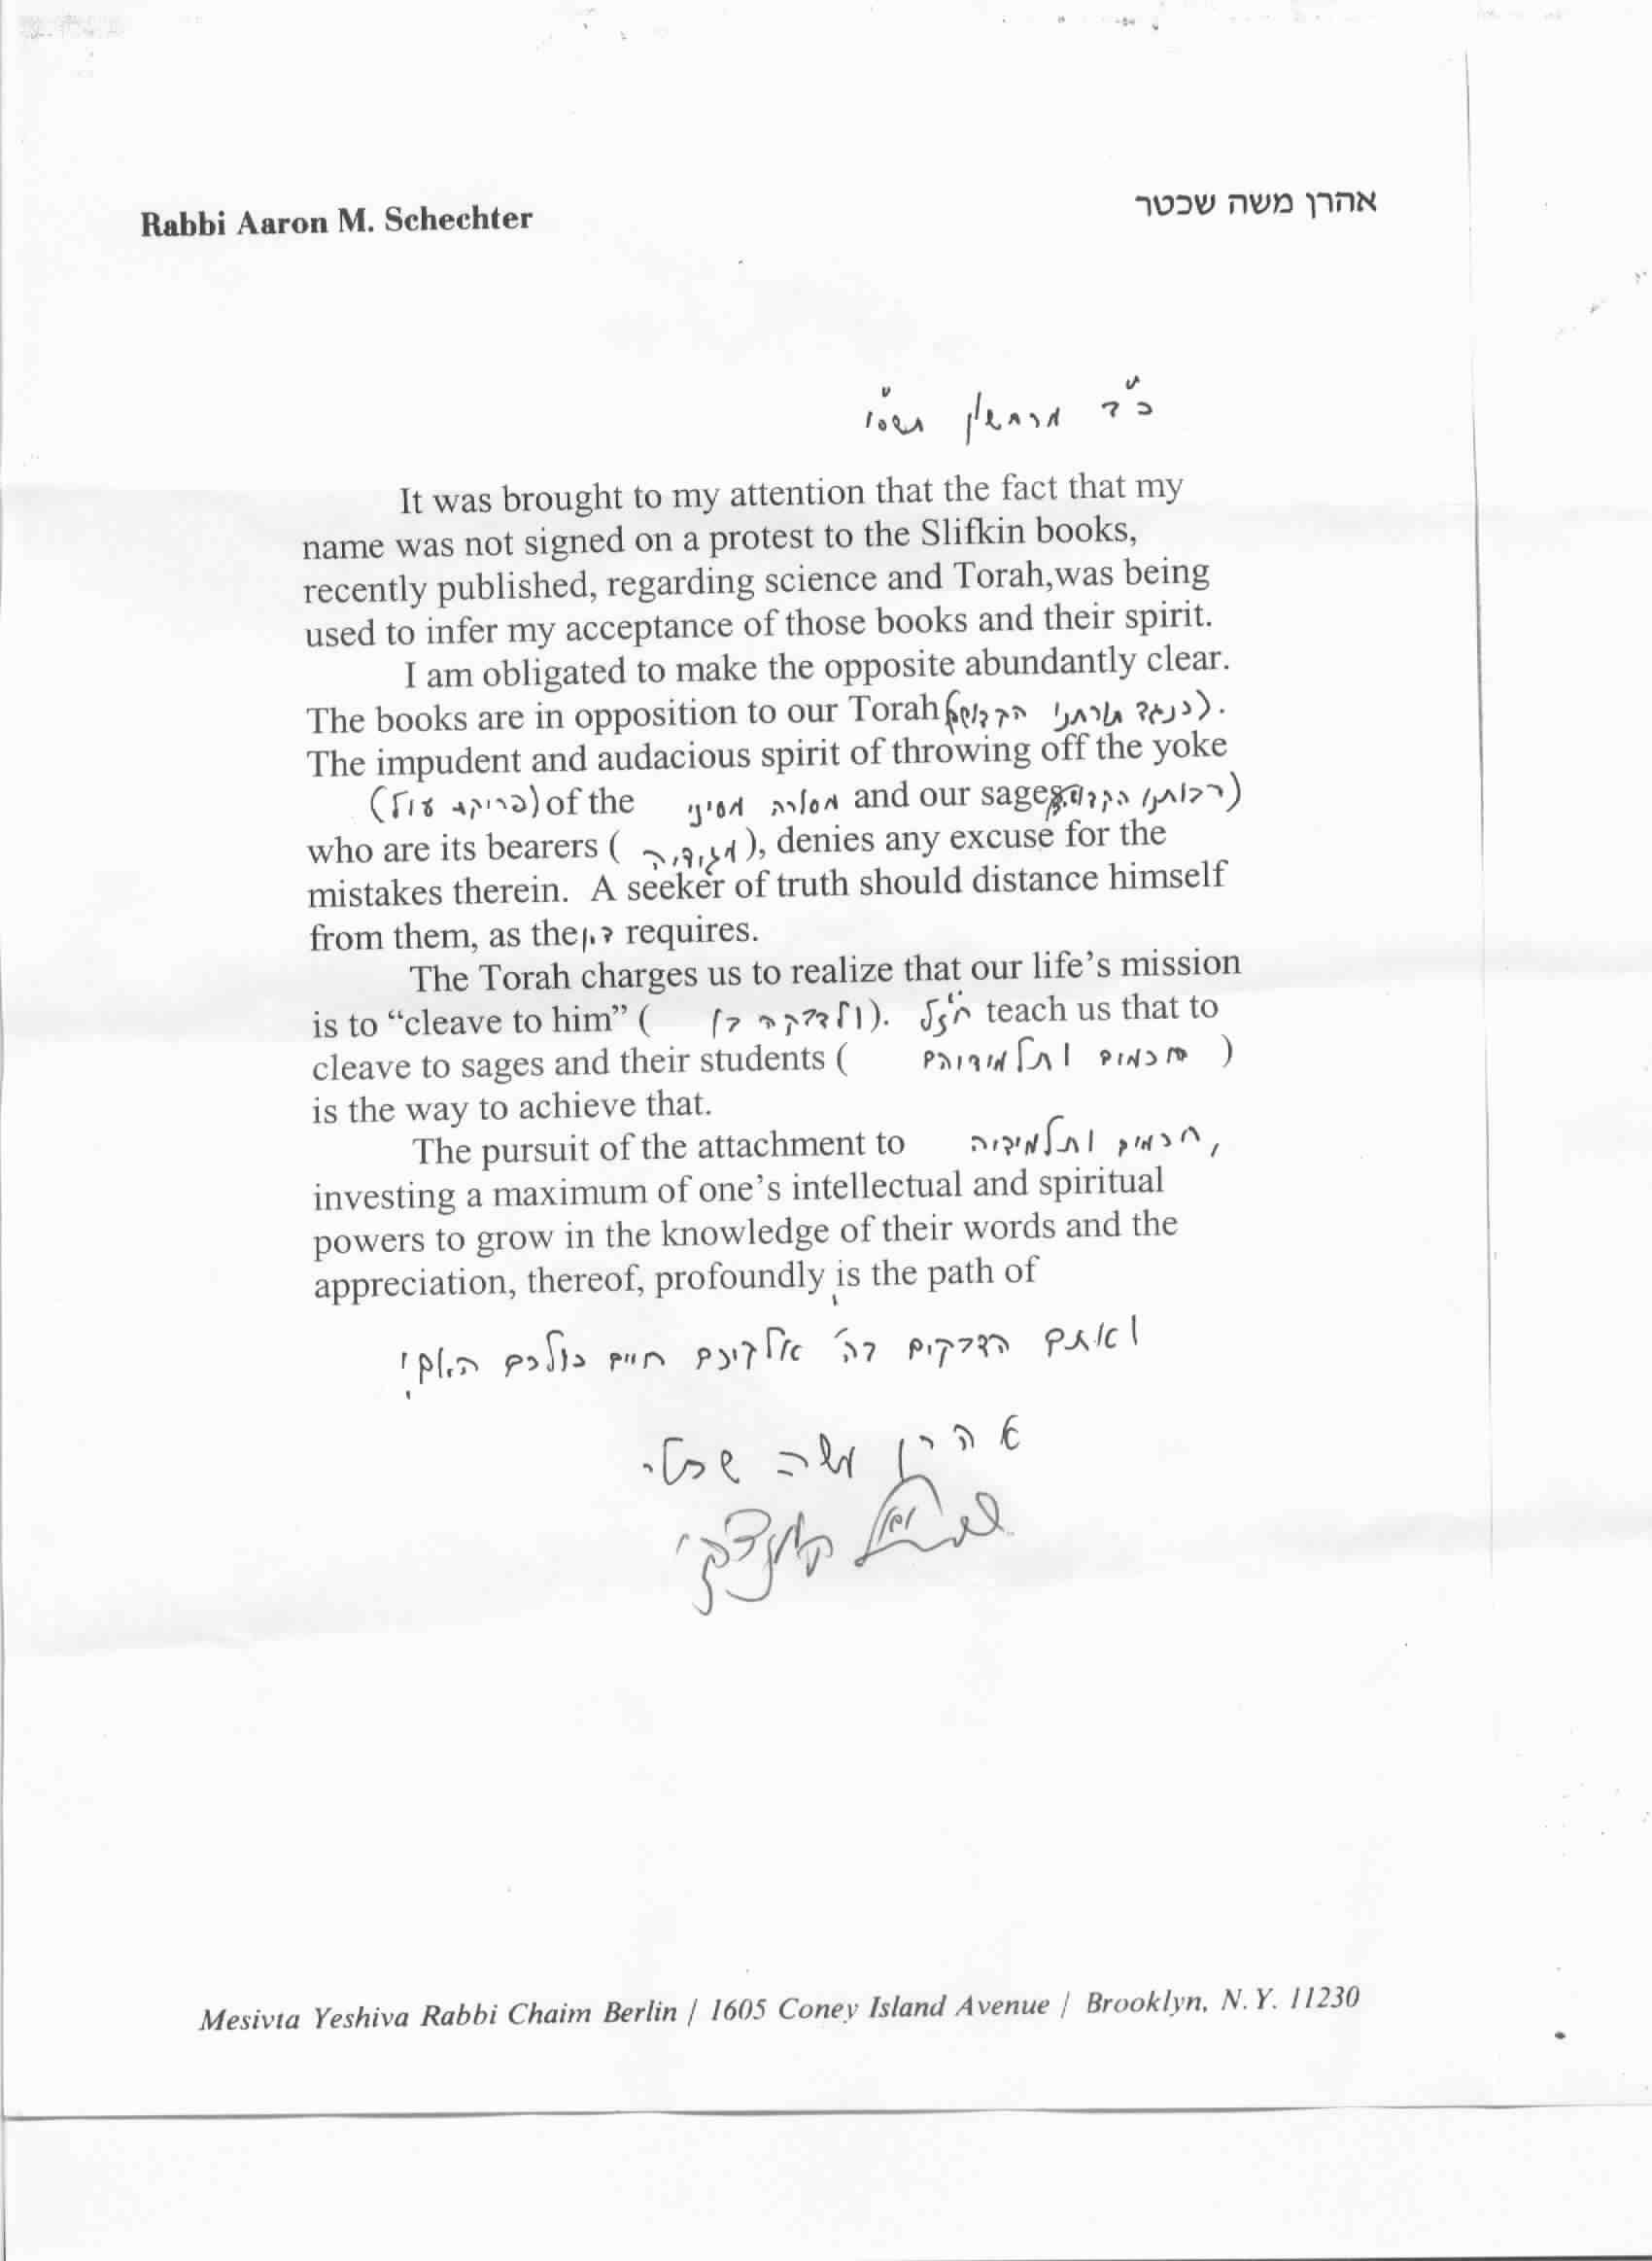 Rabbi Aaron M. Schechter
אהרן משה שכטר
כ"ד מרחשון תשס"ו
It was brought to my attention that the fact that my
name was not signed on a protest to the Slifkin books,
recently published, regarding science and Torah,was being
used to infer my acceptance of those books and their spirit.
I am obligated to make the opposite abundantly clear.
The books are in opposition to our Torah (כנגד תורתנו הקדושה).
The impudent and audacious spirit of throwing off the yoke
(פריקת עול) of the מסורה מסיני and our sages (רבותנו הקדושים)
who are its bearers ( ), denies any excuse for the
mistakes therein. A seeker of truth should distance himself
from them, as the דין requires.
The Torah charges us to realize that our life's mission
is to "cleave to him" (ולדבקה בו). חז"ל teach us that to
cleave to sages and their students (חכמים ותלמידיהם)
is the way to achieve that.
The pursuit of the attachment to חכמים ותלמידיה,
investing a maximum of one's intellectual and spiritual
powers to grow in the knowledge of their words and the
appreciation, thereof, profoundly is the path of
ואתם הדבקים בה' אלקיכם חיים כולכם היום
אהרן משה שכטר
Mesivta Yeshiva Rabbi Chaim Berlin / 1605 Coney Island Avenue / Brooklyn, N.Y. 11230